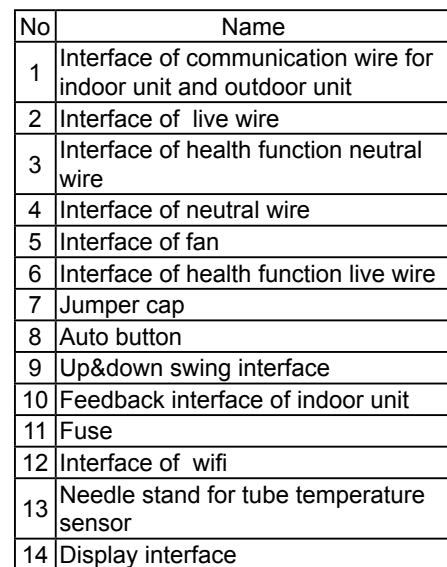 No Name
1 Interface of communication wire for
indoor unit and outdoor unit
2 Interface of live wire
3 Interface of health function neutral
wire
4 Interface of neutral wire
5 Interface of fan
6 Interface of health function live wire
7 Jumper cap
8 Auto button
9 Up&down swing interface
10 Feedback interface of indoor unit
11 Fuse
12 Interface of wifi
13 Needle stand for tube temperature
sensor
14 Display interface